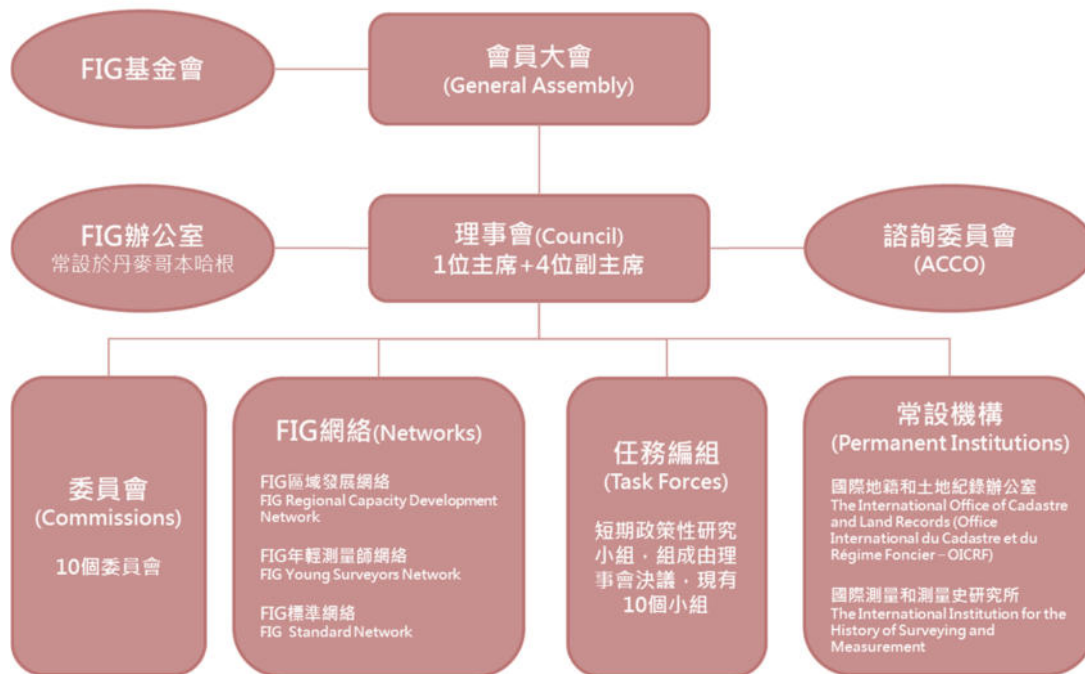 FIG基金會
會員大會
(General Assembly)
FIG辦公室
常設於丹麥哥本哈根
理事會(Council)
1位主席+4位副主席
諮詢委員會
(ACCO)
委員會
(Commissions)
10個委員會
FIG網絡(Networks)
FIG區域發展網絡
FIG Regional Capacity Development
Network
FIG年輕測量師網絡
FIG Young Surveyors Network
FIG標準網絡
FIG Standard Network
任務編組
(Task Forces)
短期政策性研究
小組，組成由理
事會決議，現有
10個小組
常設機構
(Permanent Institutions)
國際地籍和土地紀錄辦公室
The International Office of Cadastre
and Land Records (Office
International du Cadastre et du
Régime Foncier – OICRF)
國際測量和測量史研究所
The International Institution for the
History of Surveying and
Measurement